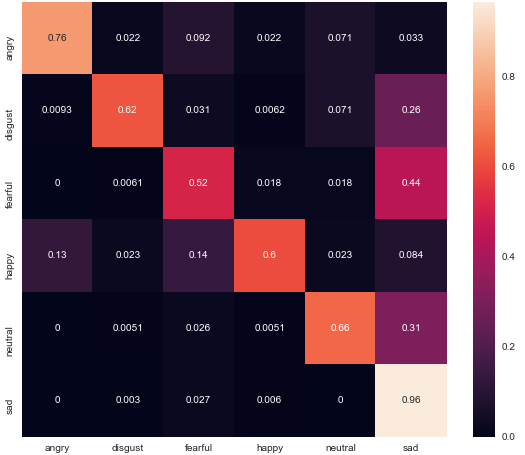 angry 0.76 0.022 0.092 0.022 0.071 0.033
disgust 0.0093 0.62 0.031 0.0062 0.071 0.26
fearful 0 0.0061 0.52 0.018 0.018 0.44
happy 0.13 0.023 0.14 0.6 0.023 0.084
neutral 0 0.0051 0.026 0.0051 0.66 0.31
sad 0 0.003 0.027 0.006 0 0.96
angry disgust fearful happy neutral sad
0.8
0.6
0.4
0.2
0.0